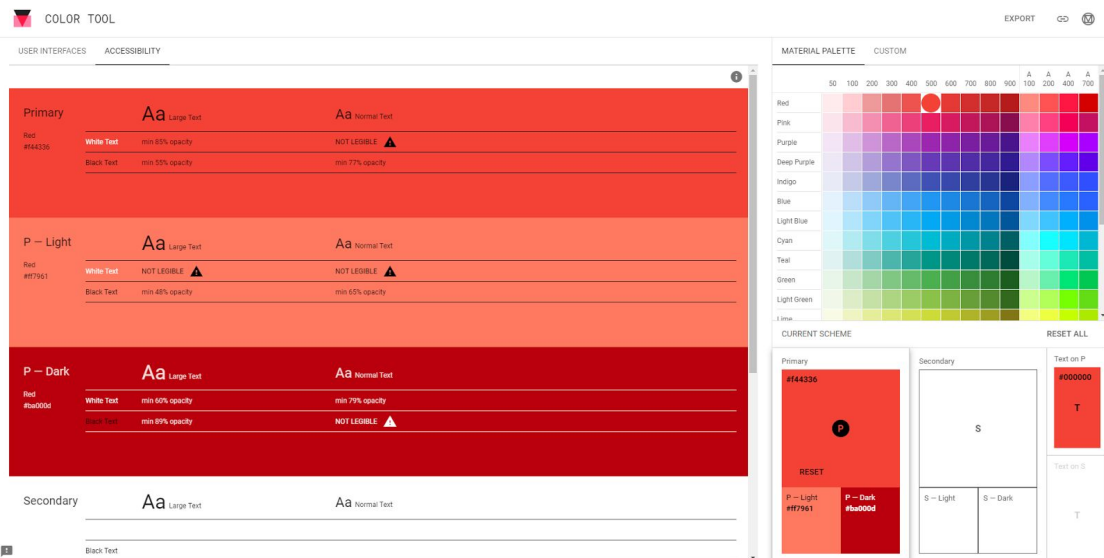 COLOR TOOL
EXPORT
USER INTERFACES ACCESSIBILITY
Primary
Red
#f44336
Aa Large Text Aa Normal Text
White Text min 85% opacity NOT LEGIBLE
Black Text min 55% opacity min 77% opacity
P — Light
Red
#ff7961
Aa Large Text Aa Normal Text
White Text NOT LEGIBLE NOT LEGIBLE
Black Text min 48% opacity min 65% opacity
P — Dark
Red
#ba000d
Aa Large Text Aa Normal Text
White Text min 60% opacity min 79% opacity
Black Text min 89% opacity NOT LEGIBLE
Secondary
Aa Large Text Aa Normal Text
Black Text
MATERIAL PALETTE CUSTOM
50 100 200 300 400 500 600 700 800 900 A 100 A 200 A 400 A 700
Red
Pink
Purple
Deep Purple
Indigo
Blue
Light Blue
Cyan
Teal
Green
Light Green
Lime
CURRENT SCHEME RESET ALL
Primary
#f44336
P
RESET
P — Light
#ff7961
P — Dark
#ba000d
Secondary
S
S — Light S — Dark
Text on P
#000000
T
Text on S
T